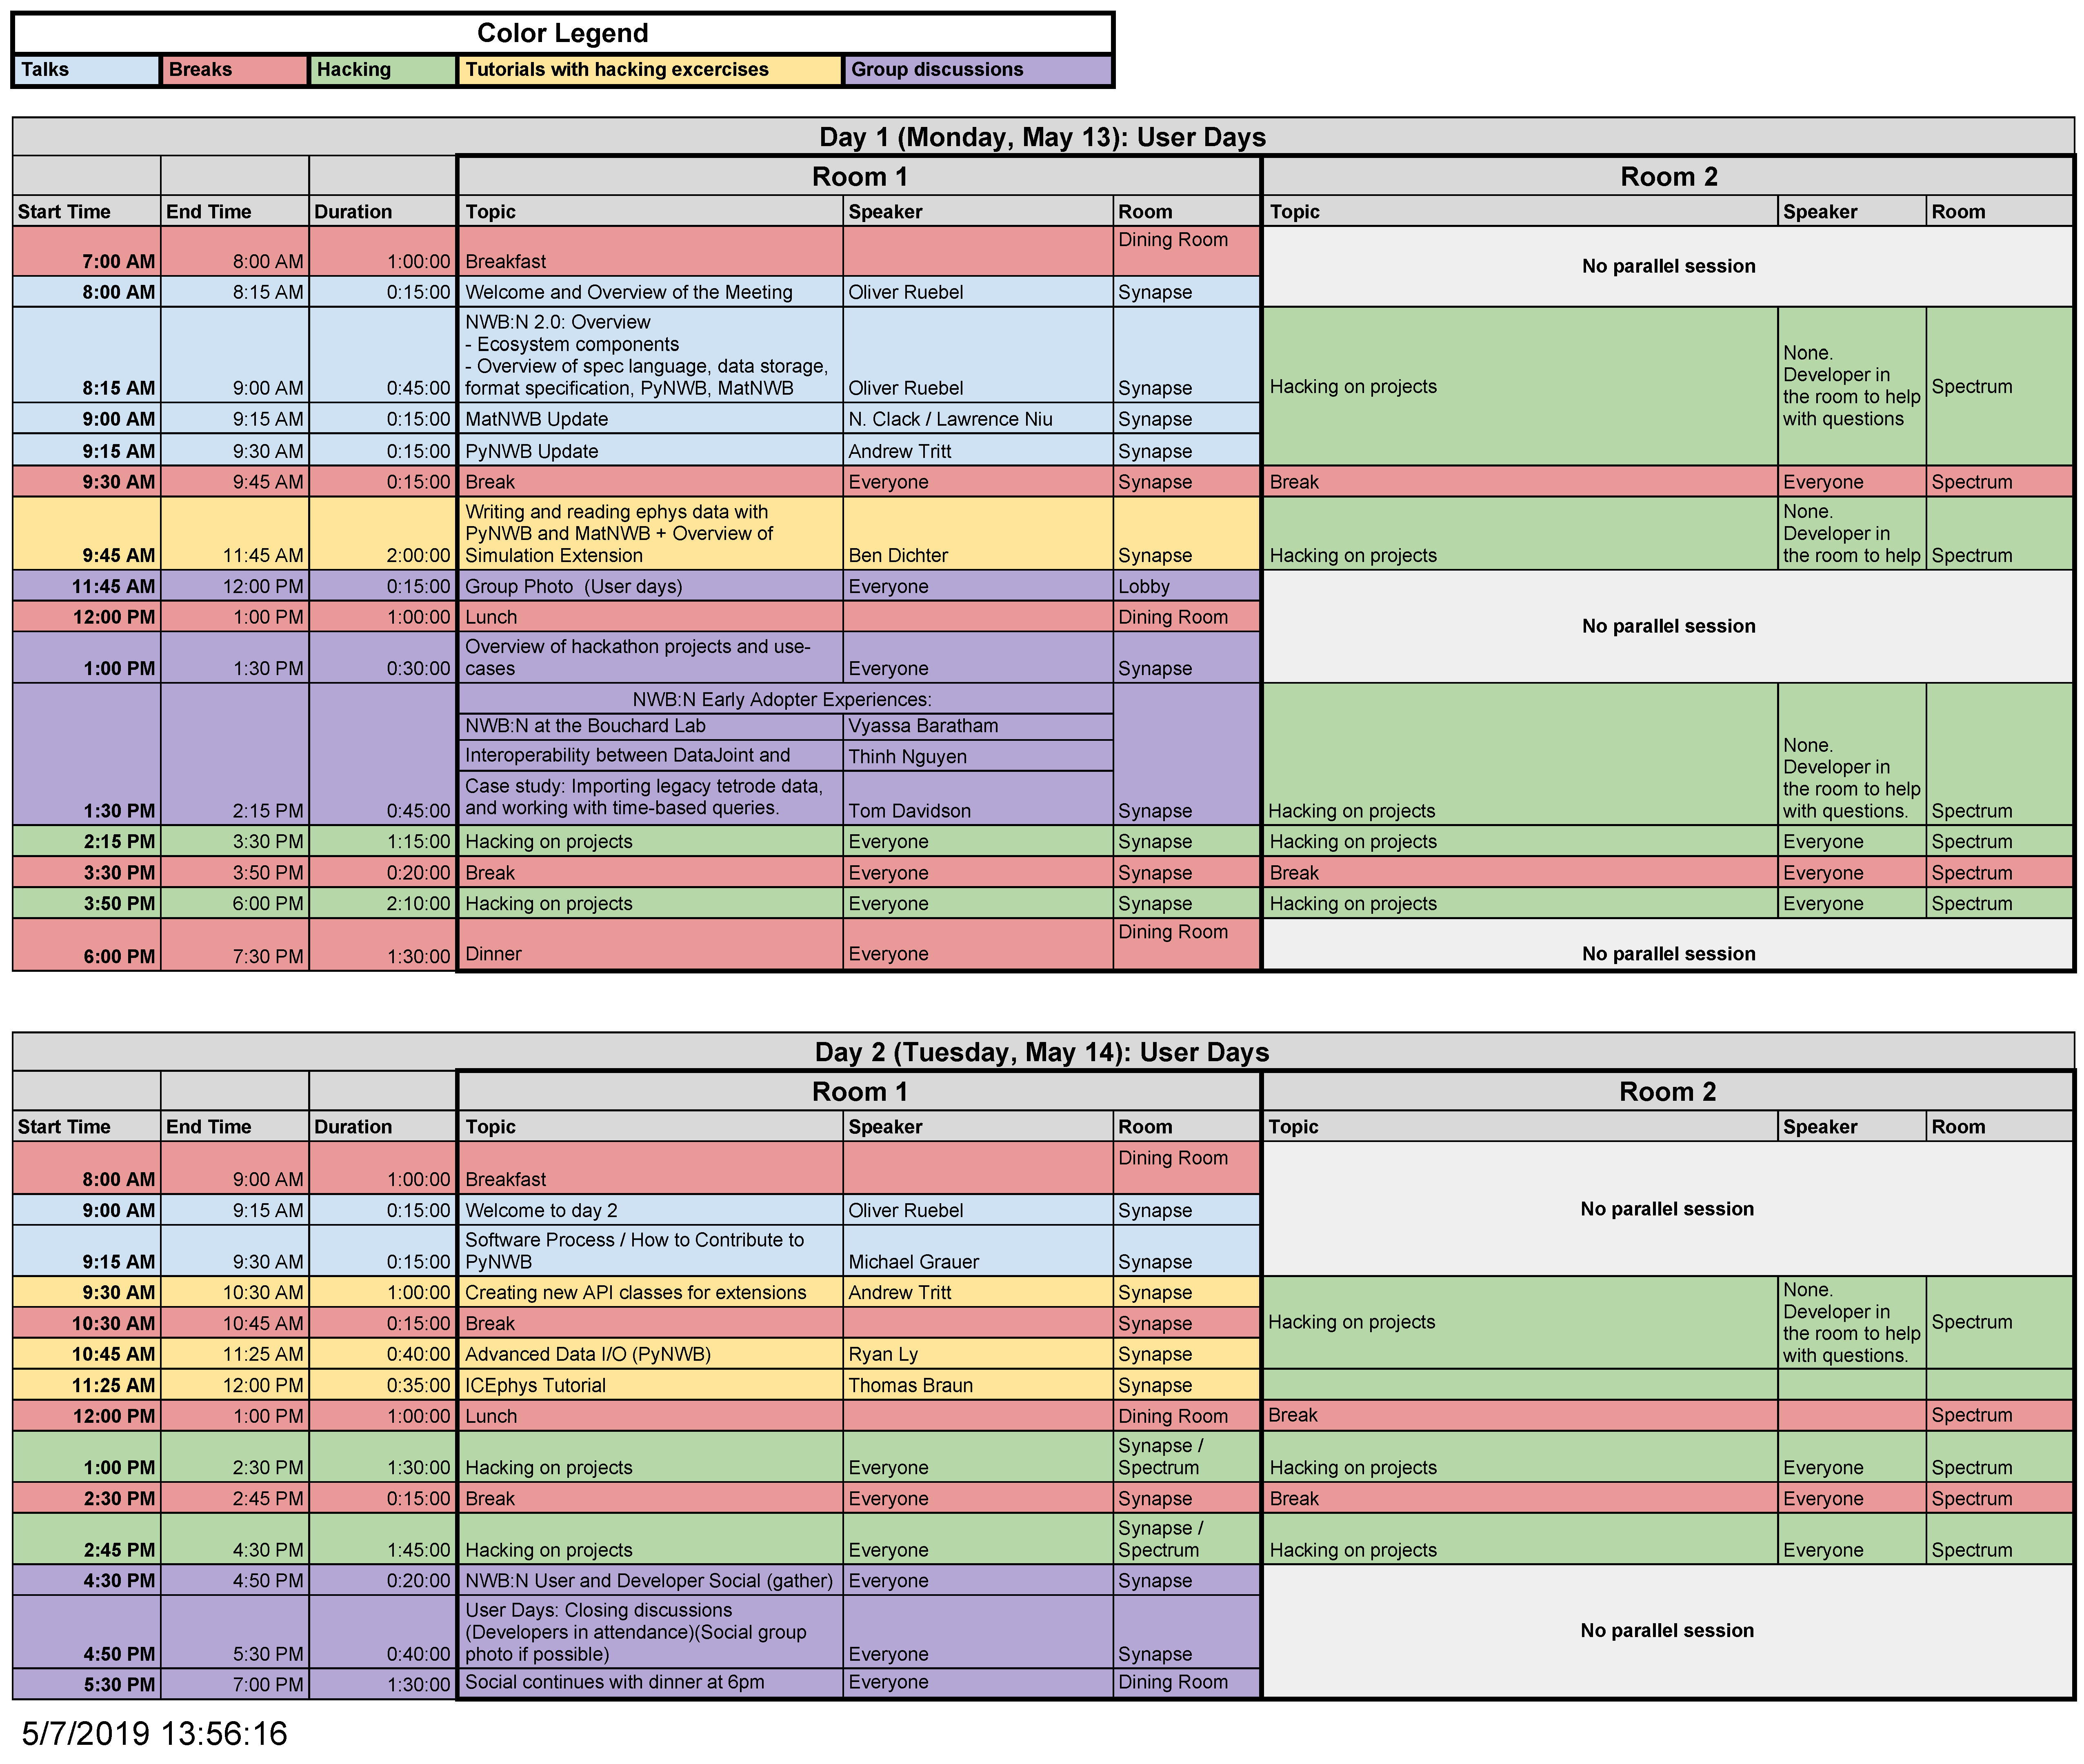 Color Legend
Talks Breaks Hacking Tutorials with hacking excercises Group discussions
Day 1 (Monday, May 13): User Days
Room 1 Room 2
Start Time End Time Duration Topic Speaker Room Topic Speaker Room
7:00 AM 8:00 AM 1:00:00 Breakfast Dining Room
No parallel session
8:00 AM 8:15 AM 0:15:00 Welcome and Overview of the Meeting Oliver Ruebel Synapse
NWB:N 2.0: Overview
- Ecosystem components
- Overview of spec language, data storage,
8:15 AM 9:00 AM 0:45:00 format specification, PyNWB, MatNWB Oliver Ruebel Synapse
Hacking on projects
None.
Developer in
the room to help
with questions
Spectrum
9:00 AM 9:15 AM 0:15:00 MatNWB Update N. Clack / Lawrence Niu Synapse
9:15 AM 9:30 AM 0:15:00 PyNWB Update Andrew Tritt Synapse
9:30 AM 9:45 AM 0:15:00 Break Everyone Synapse Break Everyone Spectrum
Writing and reading ephys data with
PyNWB and MatNWB + Overview of
9:45 AM 11:45 AM 2:00:00 Simulation Extension Ben Dichter Synapse
Hacking on projects
None.
Developer in
the room to help
Spectrum
11:45 AM 12:00 PM 0:15:00 Group Photo (User days) Everyone Lobby
12:00 PM 1:00 PM 1:00:00 Lunch Dining Room
No parallel session
Overview of hackathon projects and use-
1:00 PM 1:30 PM 0:30:00 cases Everyone Synapse
NWB:N Early Adopter Experiences:
NWB:N at the Bouchard Lab Vyassa Baratham
Interoperability between DataJoint and Thinh Nguyen
Case study: Importing legacy tetrode data,
and working with time-based queries. Tom Davidson
1:30 PM 2:15 PM 0:45:00 Synapse
Hacking on projects
None.
Developer in
the room to help
with questions.
Spectrum
2:15 PM 3:30 PM 1:15:00 Hacking on projects Everyone Synapse Hacking on projects Everyone Spectrum
3:30 PM 3:50 PM 0:20:00 Break Everyone Synapse Break Everyone Spectrum
3:50 PM 6:00 PM 2:10:00 Hacking on projects Everyone Synapse Hacking on projects Everyone Spectrum
6:00 PM 7:30 PM 1:30:00 Dinner Everyone Dining Room No parallel session
Day 2 (Tuesday, May 14): User Days
Room 1 Room 2
Start Time End Time Duration Topic Speaker Room Topic Speaker Room
8:00 AM 9:00 AM 1:00:00 Breakfast Dining Room
9:00 AM 9:15 AM 0:15:00 Welcome to day 2 Oliver Ruebel Synapse
No parallel session
Software Process / How to Contribute to
9:15 AM 9:30 AM 0:15:00 PyNWB Michael Grauer Synapse
9:30 AM 10:30 AM 1:00:00 Creating new API classes for extensions Andrew Tritt Synapse
10:30 AM 10:45 AM 0:15:00 Break Synapse
Hacking on projects
None.
Developer in
the room to help
with questions.
Spectrum
10:45 AM 11:25 AM 0:40:00 Advanced Data I/O (PyNWB) Ryan Ly Synapse
11:25 AM 12:00 PM 0:35:00 ICEphys Tutorial Thomas Braun Synapse
12:00 PM 1:00 PM 1:00:00 Lunch Dining Room Break Spectrum
Synapse /
1:00 PM 2:30 PM 1:30:00 Hacking on projects Everyone Spectrum Hacking on projects Everyone Spectrum
2:30 PM 2:45 PM 0:15:00 Break Everyone Synapse Break Everyone Spectrum
Synapse /
2:45 PM 4:30 PM 1:45:00 Hacking on projects Everyone Spectrum Hacking on projects Everyone Spectrum
4:30 PM 4:50 PM 0:20:00 NWB:N User and Developer Social (gather) Everyone Synapse
User Days: Closing discussions
(Developers in attendance)(Social group
4:50 PM 5:30 PM 0:40:00 photo if possible) Everyone Synapse
No parallel session
5:30 PM 7:00 PM 1:30:00 Social continues with dinner at 6pm Everyone Dining Room
5/7/2019 13:56:16